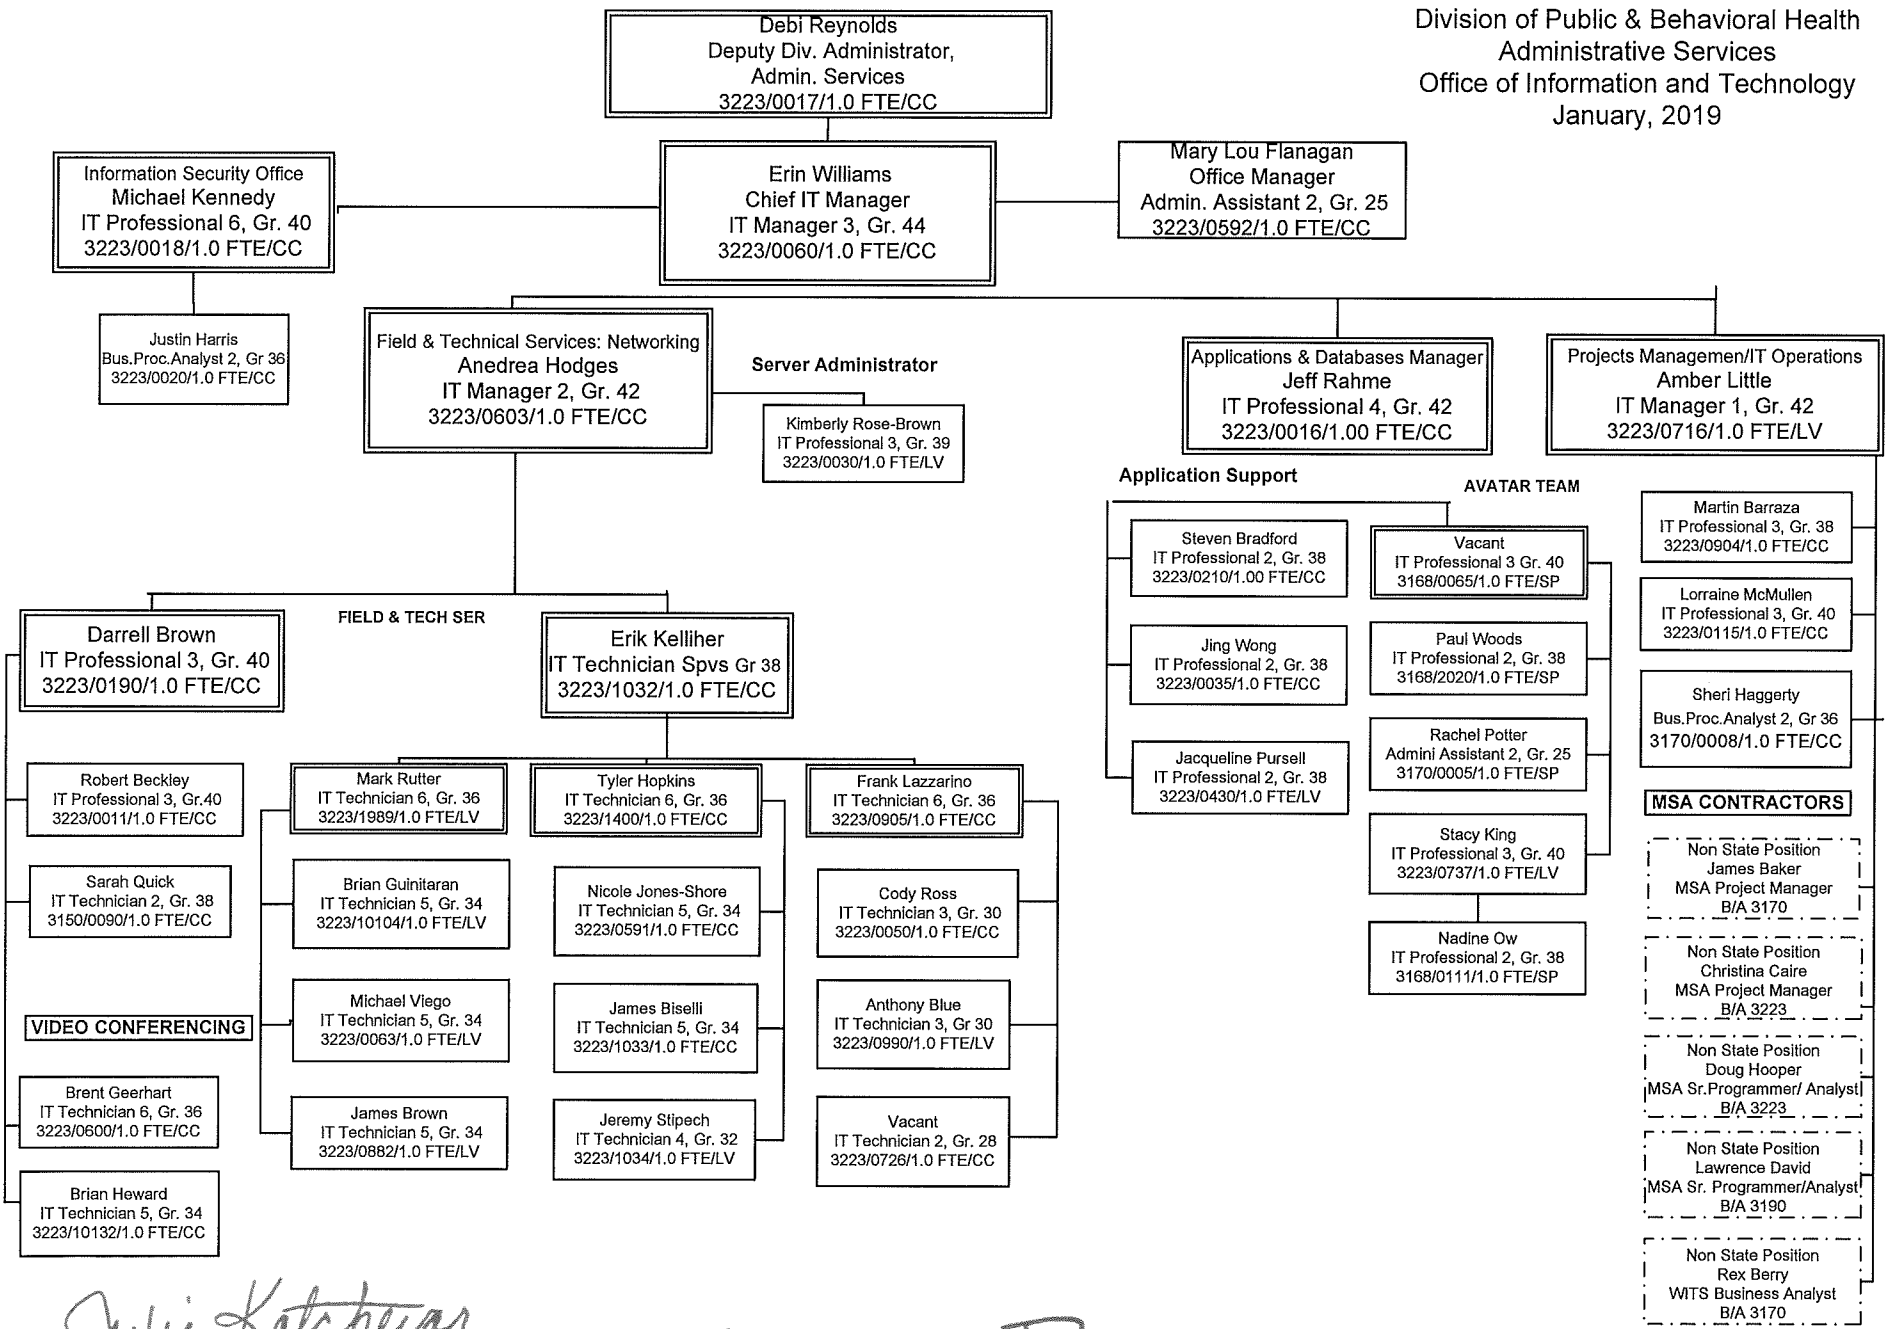 Division of Public & Behavioral Health
Administrative Services
Office of Information and Technology
January, 2019
Debi Reynolds
Deputy Div. Administrator,
Admin. Services
3223/0017/1.0 FTE/CC
Information Security Office
Michael Kennedy
IT Professional 6, Gr. 40
3223/0018/1.0 FTE/CC
Erin Williams
Chief IT Manager
IT Manager 3, Gr. 44
3223/0060/1.0 FTE/CC
Mary Lou Flanagan
Office Manager
Admin. Assistant 2, Gr. 25
3223/0592/1.0 FTE/CC
Justin Harris
Bus.Proc.Analyst 2, Gr 36
3223/0020/1.0 FTE/CC
Field & Technical Services: Networking
Anedrea Hodges
IT Manager 2, Gr. 42
3223/0603/1.0 FTE/CC
Server Administrator
Kimberly Rose-Brown
IT Professional 3, Gr. 39
3223/0030/1.0 FTE/LV
Applications & Databases Manager
Jeff Rahme
IT Professional 4, Gr. 42
3223/0016/1.00 FTE/CC
Projects Managemen/IT Operations
Amber Little
IT Manager 1, Gr. 42
3223/0716/1.0 FTE/LV
FIELD & TECH SER
Darrell Brown
IT Professional 3, Gr. 40
3223/0190/1.0 FTE/CC
Erik Kelliher
IT Technician Spvs Gr 38
3223/1032/1.0 FTE/CC
Robert Beckley
IT Professional 3, Gr.40
3223/0011/1.0 FTE/CC
Sarah Quick
IT Technician 2, Gr. 38
3150/0090/1.0 FTE/CC
VIDEO CONFERENCING
Brent Geerhart
IT Technician 6, Gr. 36
3223/0600/1.0 FTE/CC
Brian Heward
IT Technician 5, Gr. 34
3223/10132/1.0 FTE/CC
Mark Rutter
IT Technician 6, Gr. 36
3223/1989/1.0 FTE/LV
Brian Guinitaran
IT Technician 5, Gr. 34
3223/10104/1.0 FTE/LV
Michael Viego
IT Technician 5, Gr. 34
3223/0063/1.0 FTE/LV
James Brown
IT Technician 5, Gr. 34
3223/0882/1.0 FTE/LV
Tyler Hopkins
IT Technician 6, Gr. 36
3223/1400/1.0 FTE/CC
Nicole Jones-Shore
IT Technician 5, Gr. 34
3223/0591/1.0 FTE/CC
James Biselli
IT Technician 5, Gr. 34
3223/1033/1.0 FTE/CC
Jeremy Stipech
IT Technician 4, Gr. 32
3223/1034/1.0 FTE/LV
Frank Lazzarino
IT Technician 6, Gr. 36
3223/0905/1.0 FTE/CC
Cody Ross
IT Technician 3, Gr. 30
3223/0050/1.0 FTE/CC
Anthony Blue
IT Technician 3, Gr 30
3223/0990/1.0 FTE/LV
Vacant
IT Technician 2, Gr. 28
3223/0726/1.0 FTE/CC
Application Support
Steven Bradford
IT Professional 2, Gr. 38
3223/0210/1.00 FTE/CC
Jing Wong
IT Professional 2, Gr. 38
3223/0035/1.0 FTE/CC
Jacqueline Pursell
IT Professional 2, Gr. 38
3223/0430/1.0 FTE/LV
AVATAR TEAM
Vacant
IT Professional 3 Gr. 40
3168/0065/1.0 FTE/SP
Paul Woods
IT Professional 2, Gr. 38
3168/2020/1.0 FTE/SP
Rachel Potter
Admini Assistant 2, Gr. 25
3170/0005/1.0 FTE/SP
Stacy King
IT Professional 3, Gr. 40
3223/0737/1.0 FTE/LV
Nadine Ow
IT Professional 2, Gr. 38
3168/0111/1.0 FTE/SP
Martin Barraza
IT Professional 3, Gr. 38
3223/0904/1.0 FTE/CC
Lorraine McMullen
IT Professional 3, Gr. 40
3223/0115/1.0 FTE/CC
Sheri Haggerty
Bus.Proc.Analyst 2, Gr 36
3170/0008/1.0 FTE/CC
MSA CONTRACTORS
Non State Position
James Baker
MSA Project Manager
B/A 3170
Non State Position
Christina Caire
MSA Project Manager
B/A 3223
Non State Position
Doug Hooper
MSA Sr.Programmer/ Analyst
B/A 3223
Non State Position
Lawrence David
MSA Sr. Programmer/Analyst
B/A 3190
Non State Position
Rex Berry
WITS Business Analyst
B/A 3170